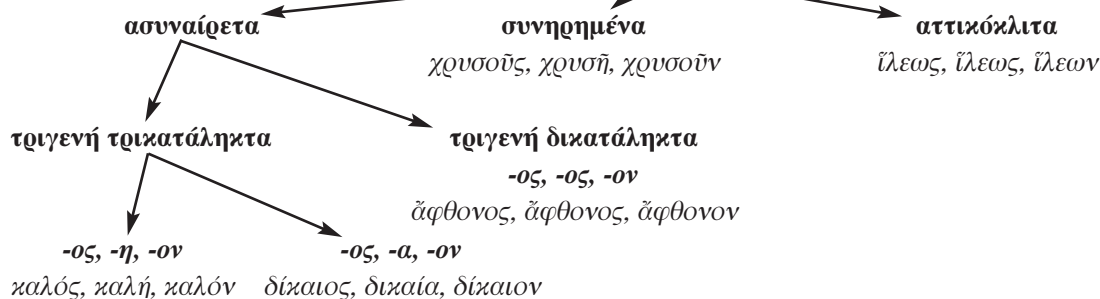 ασυναίρετα συνηρημένα αττικόκλιτα
χρυσοῦς, χρυσῆ, χρυσοῦν ἵλεως, ἵλεως, ἵλεων
τριγενή τρικατάληκτα τριγενή δικατάληκτα
-ος, -ος, -ον
ἄφθονος, ἄφθονος, ἄφθονον
-ος, -η, -ον -ος, -α, -ον
καλός, καλή, καλόν δίκαιος, δικαία, δίκαιον